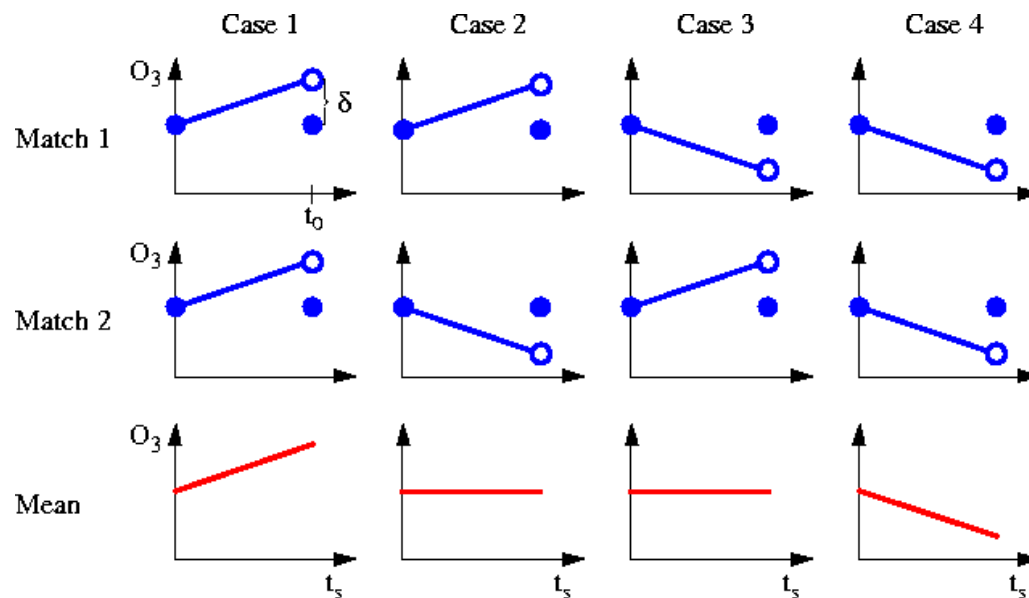 Case 1 Case 2 Case 3 Case 4
O₃
δ
Match 1
t₀
O₃
Match 2
O₃
Mean
tₛ tₛ tₛ tₛ